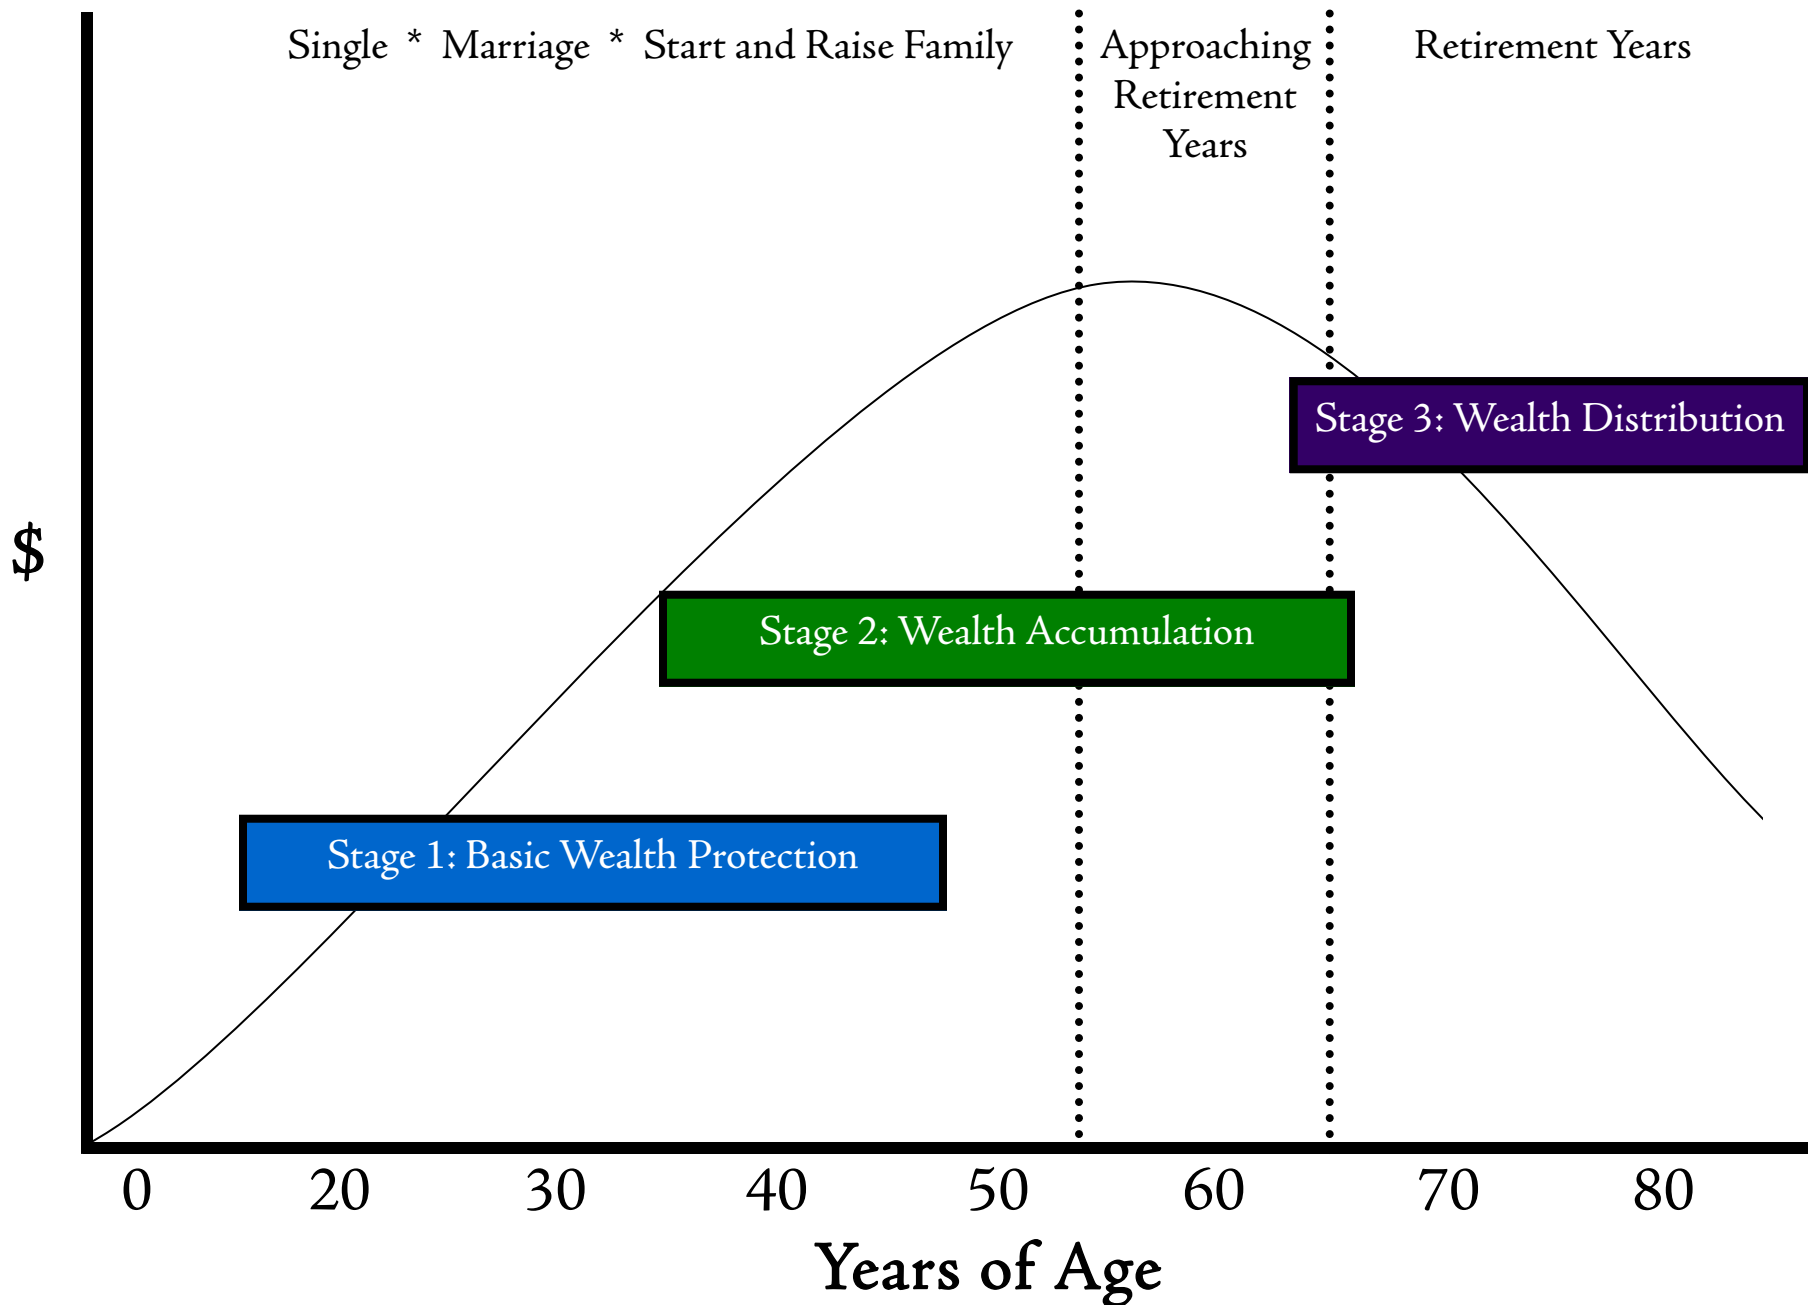 Single * Marriage * Start and Raise Family
Approaching
Retirement
Years
Retirement Years
Stage 3: Wealth Distribution
$
Stage 2: Wealth Accumulation
Stage 1: Basic Wealth Protection
0 20 30 40 50 60 70 80
Years of Age